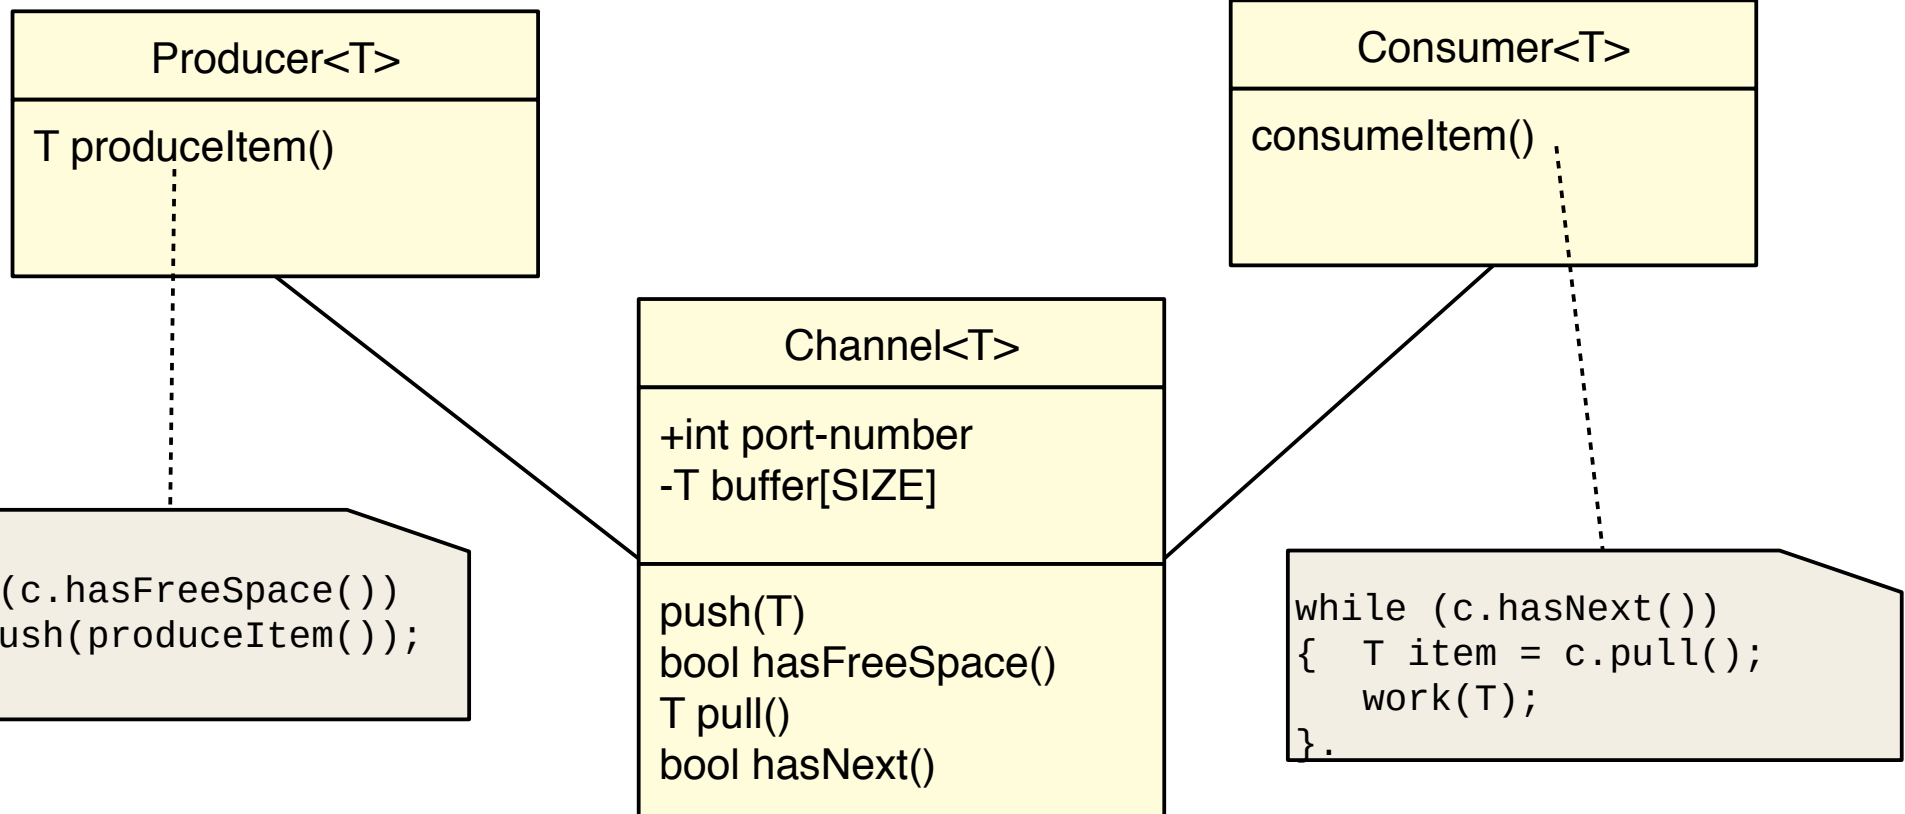 Producer<T>
T produceItem()
Consumer<T>
consumeItem()
Channel<T>
+int port-number
-T buffer[SIZE]
push(T)
bool hasFreeSpace()
T pull()
bool hasNext()
(c.hasFreeSpace())
ush(produceItem());
while (c.hasNext())
{  T item = c.pull();
   work(T);
}.